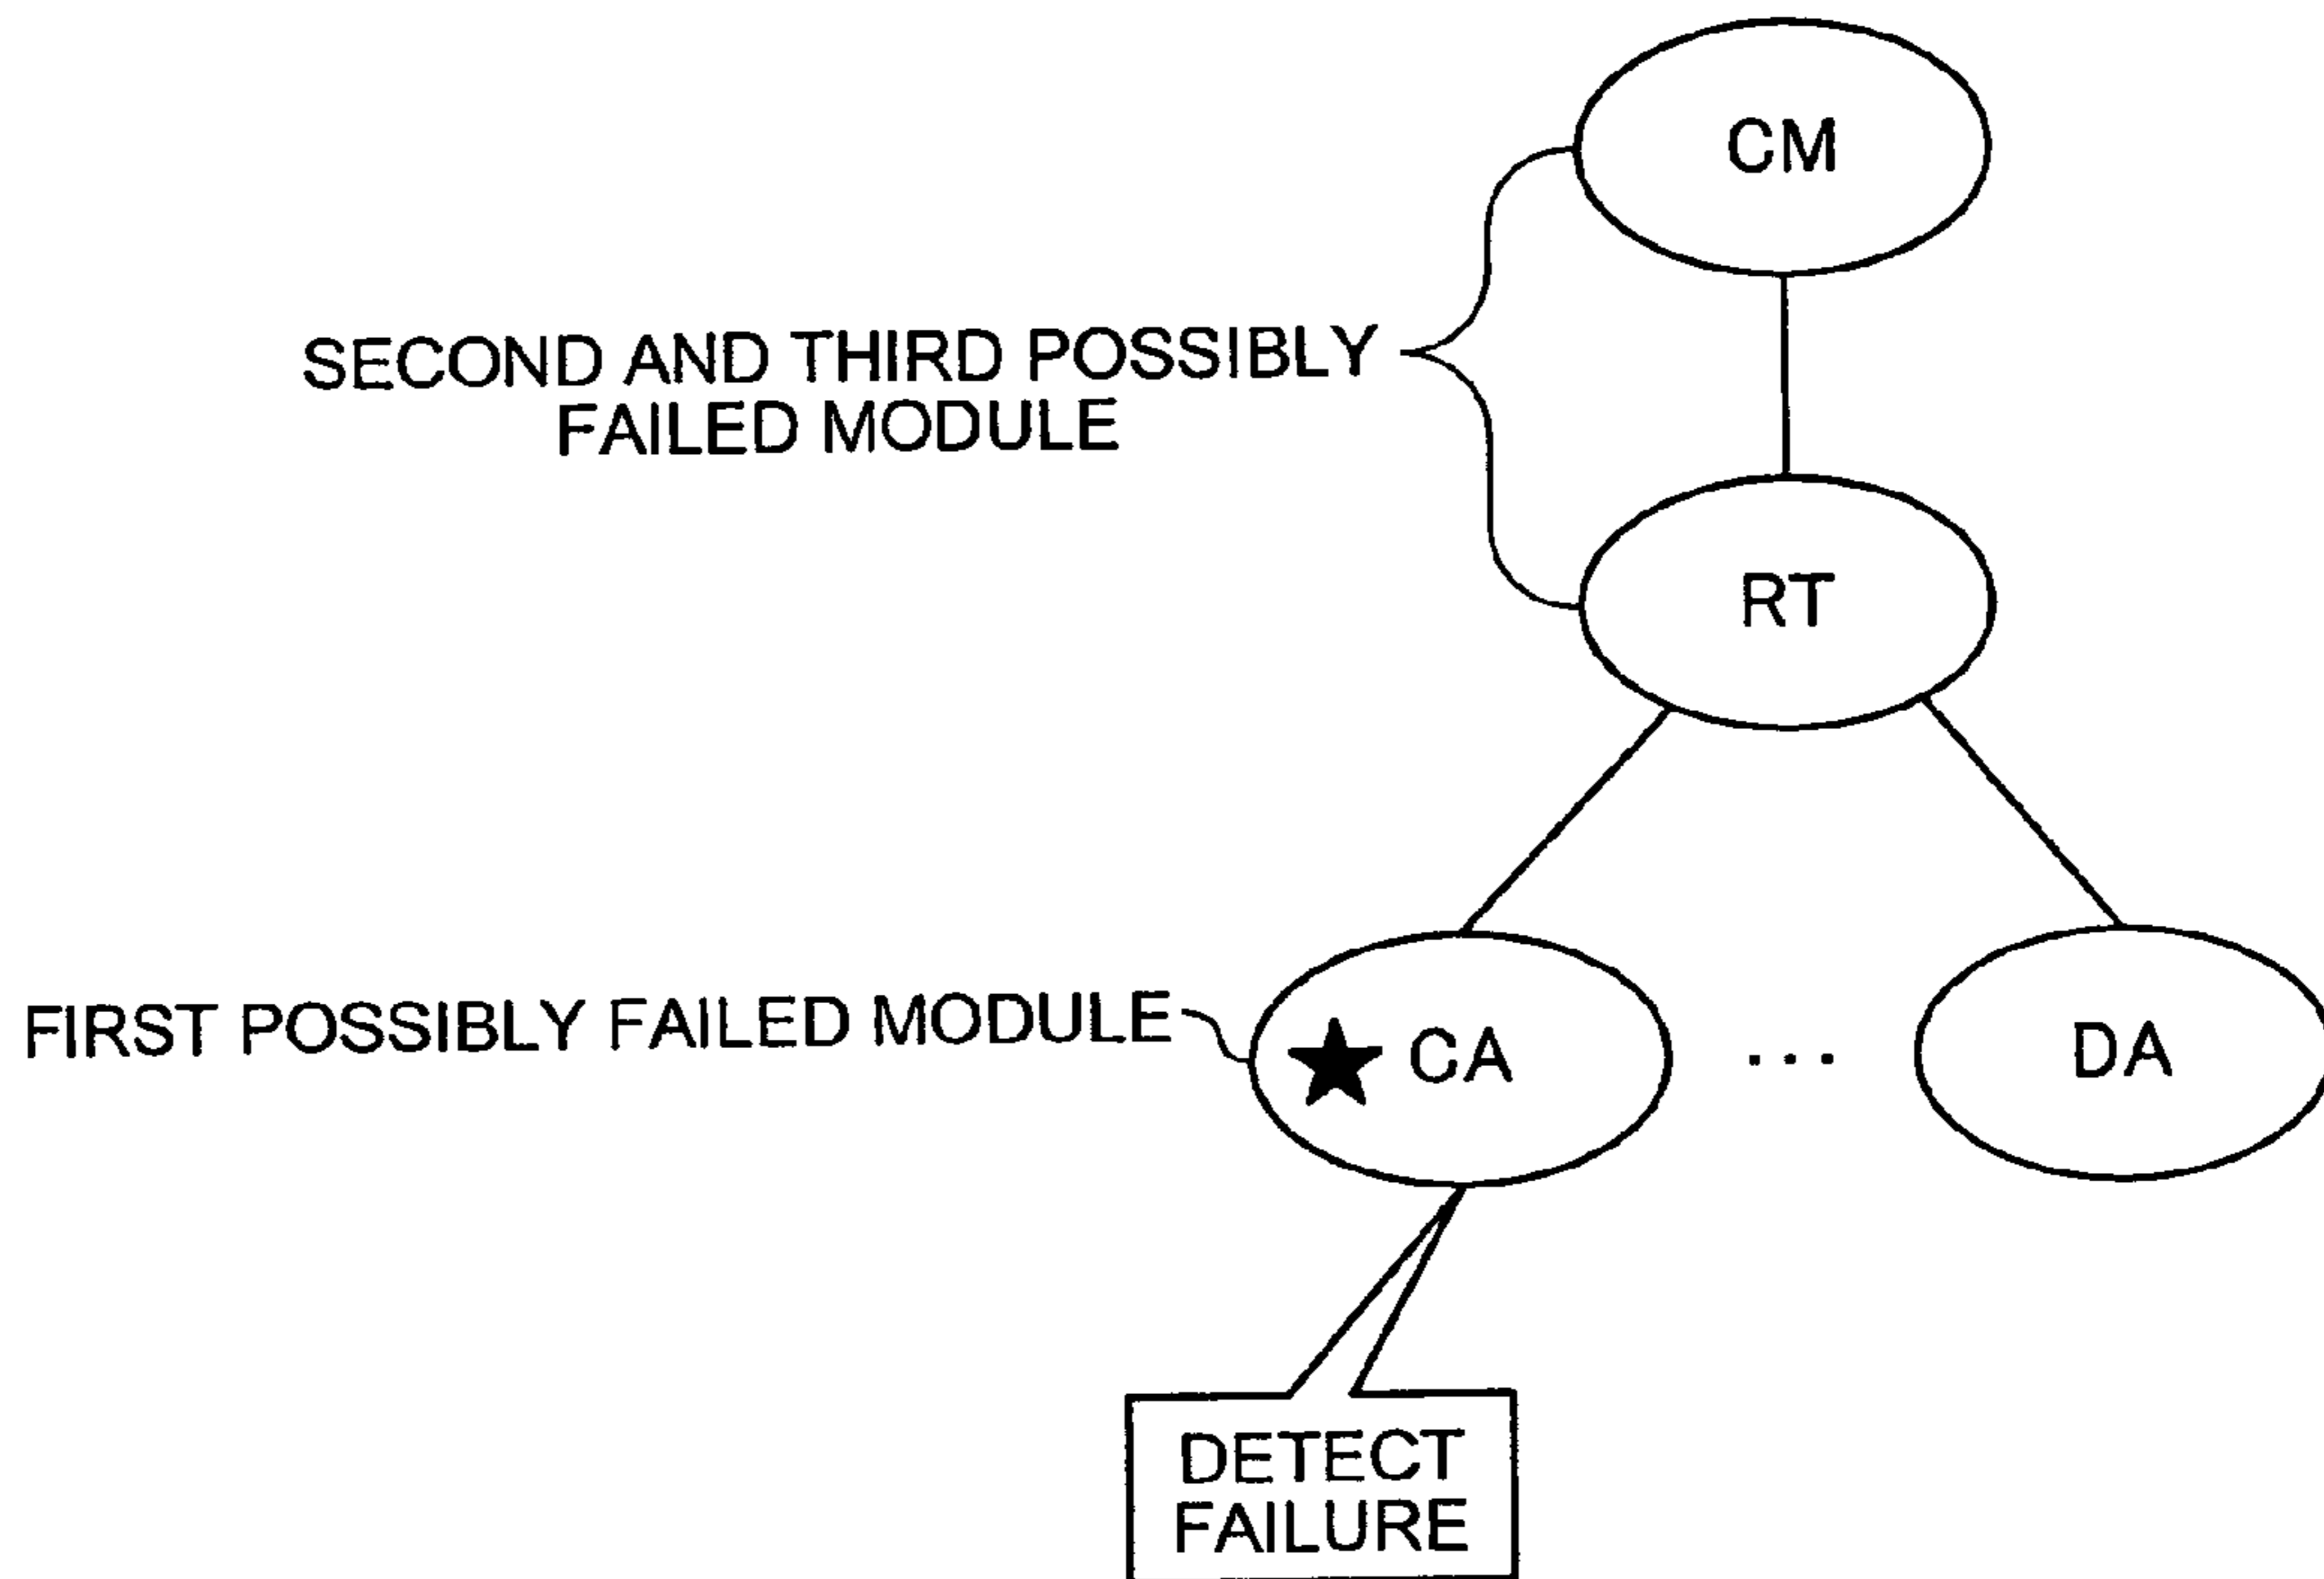 CM
SECOND AND THIRD POSSIBLY
FAILED MODULE
RT
FIRST POSSIBLY FAILED MODULE
★ CA
...
DA
DETECT
FAILURE